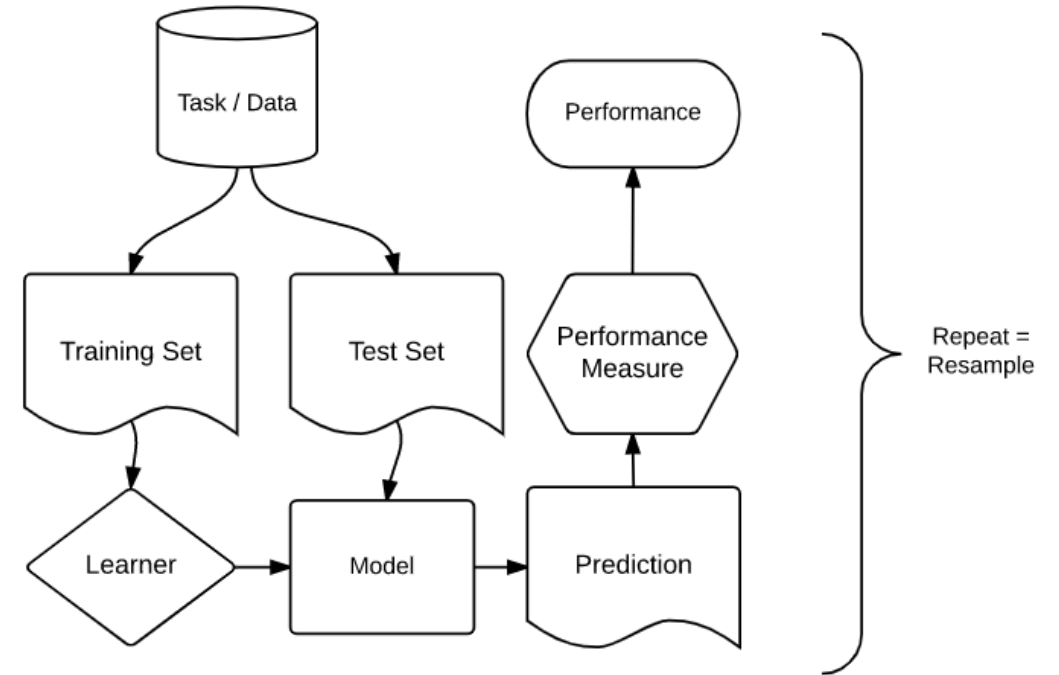 Task / Data
Performance
Training Set
Test Set
Performance
Measure
Repeat =
Resample
Learner
Model
Prediction